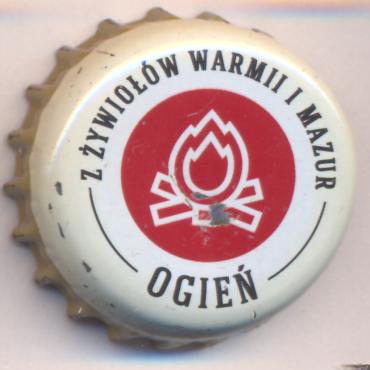 Z ŻYWIOŁÓW WARMII I MAZUR
OGIEŃ